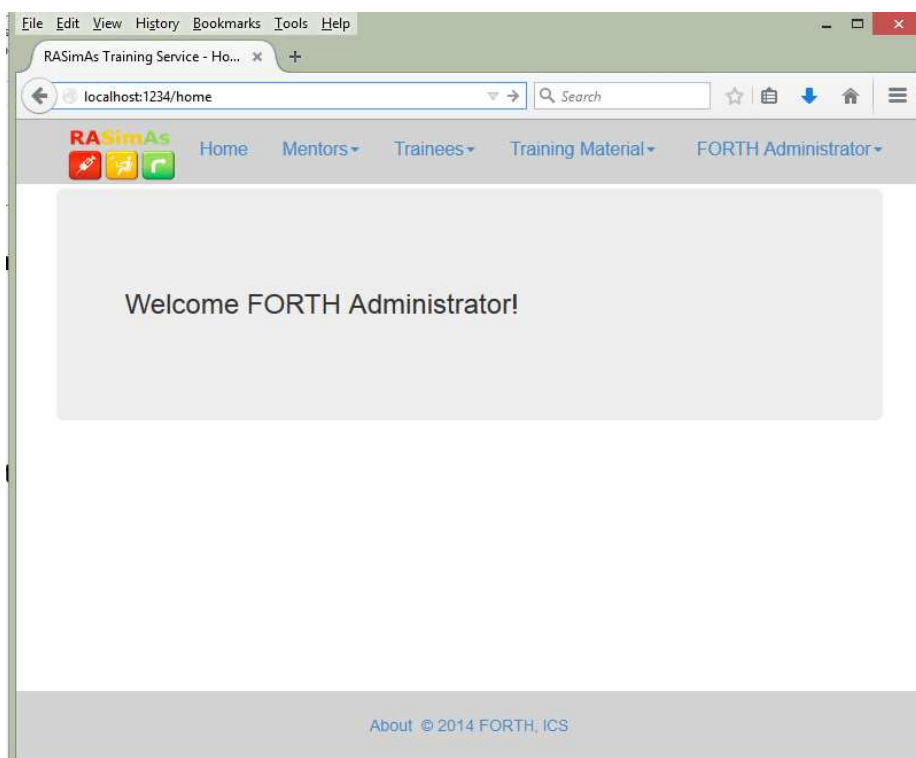 File Edit View History Bookmarks Tools Help
RASimAs Training Service - Ho...
localhost:1234/home
Search
RASimAs
Home Mentors Trainees Training Material FORTH Administrator
Welcome FORTH Administrator!
About © 2014 FORTH, ICS